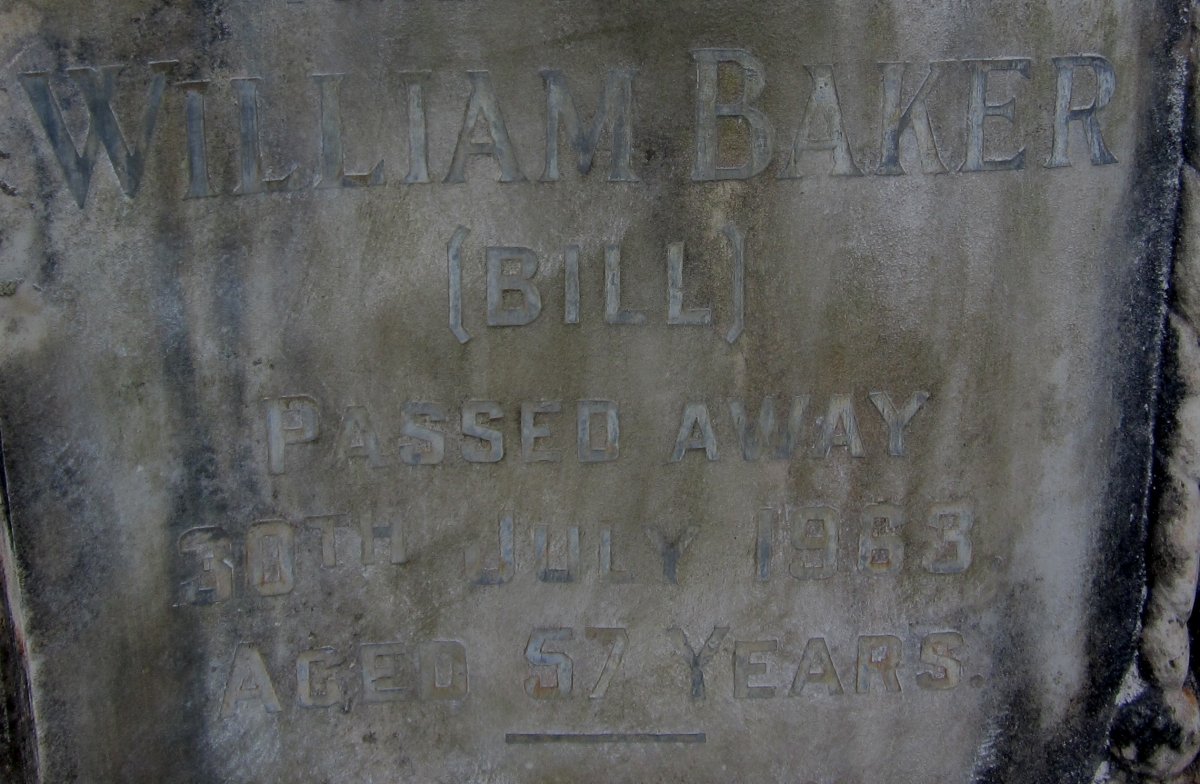 WILLIAM BAKER
(BILL)
PASSED AWAY
30TH JULY 1963
AGED 57 YEARS.